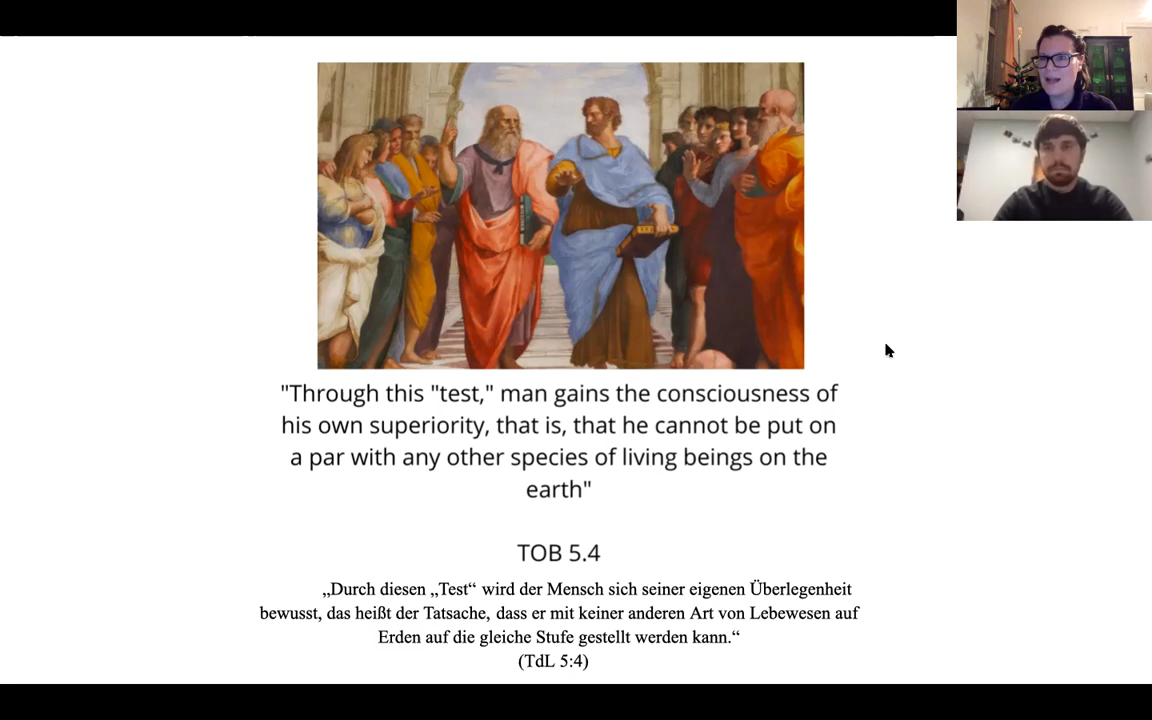 "Through this "test," man gains the consciousness of
his own superiority, that is, that he cannot be put on
a par with any other species of living beings on the
earth"
TOB 5.4
„Durch diesen „Test“ wird der Mensch sich seiner eigenen Überlegenheit
bewusst, das heißt der Tatsache, dass er mit keiner anderen Art von Lebewesen auf
Erden auf die gleiche Stufe gestellt werden kann.“
(TdL 5:4)